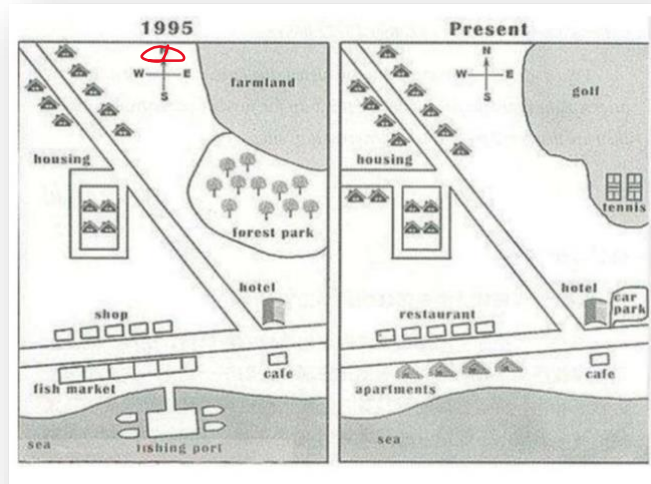 1995
N
W E
S
farmland
housing
forest park
hotel
shop
cafe
fish market
fishing port
sea
Present
N
W E
S
golf
housing
tennis
hotel
car
park
restaurant
cafe
apartments
sea